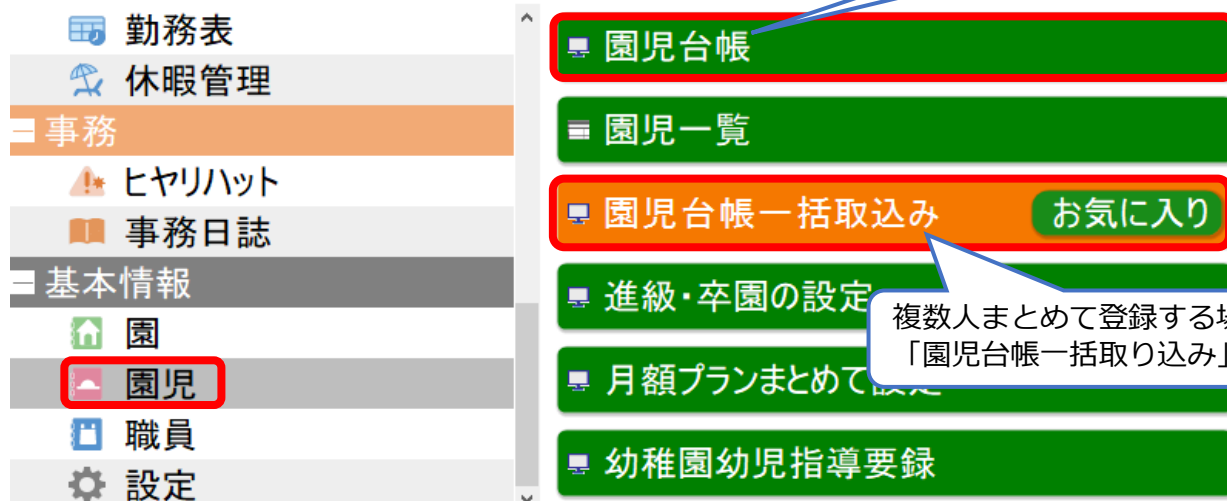 勤務表
休暇管理
事務
ヒヤリハット
事務日誌
基本情報
園
園児
職員
設定
園児台帳
園児一覧
園児台帳一括取込み
お気に入り
進級・卒園の設定
複数人まとめて登録する
「園児台帳一括取り込み」
月額プランまとめて設定
幼稚園幼児指導要録